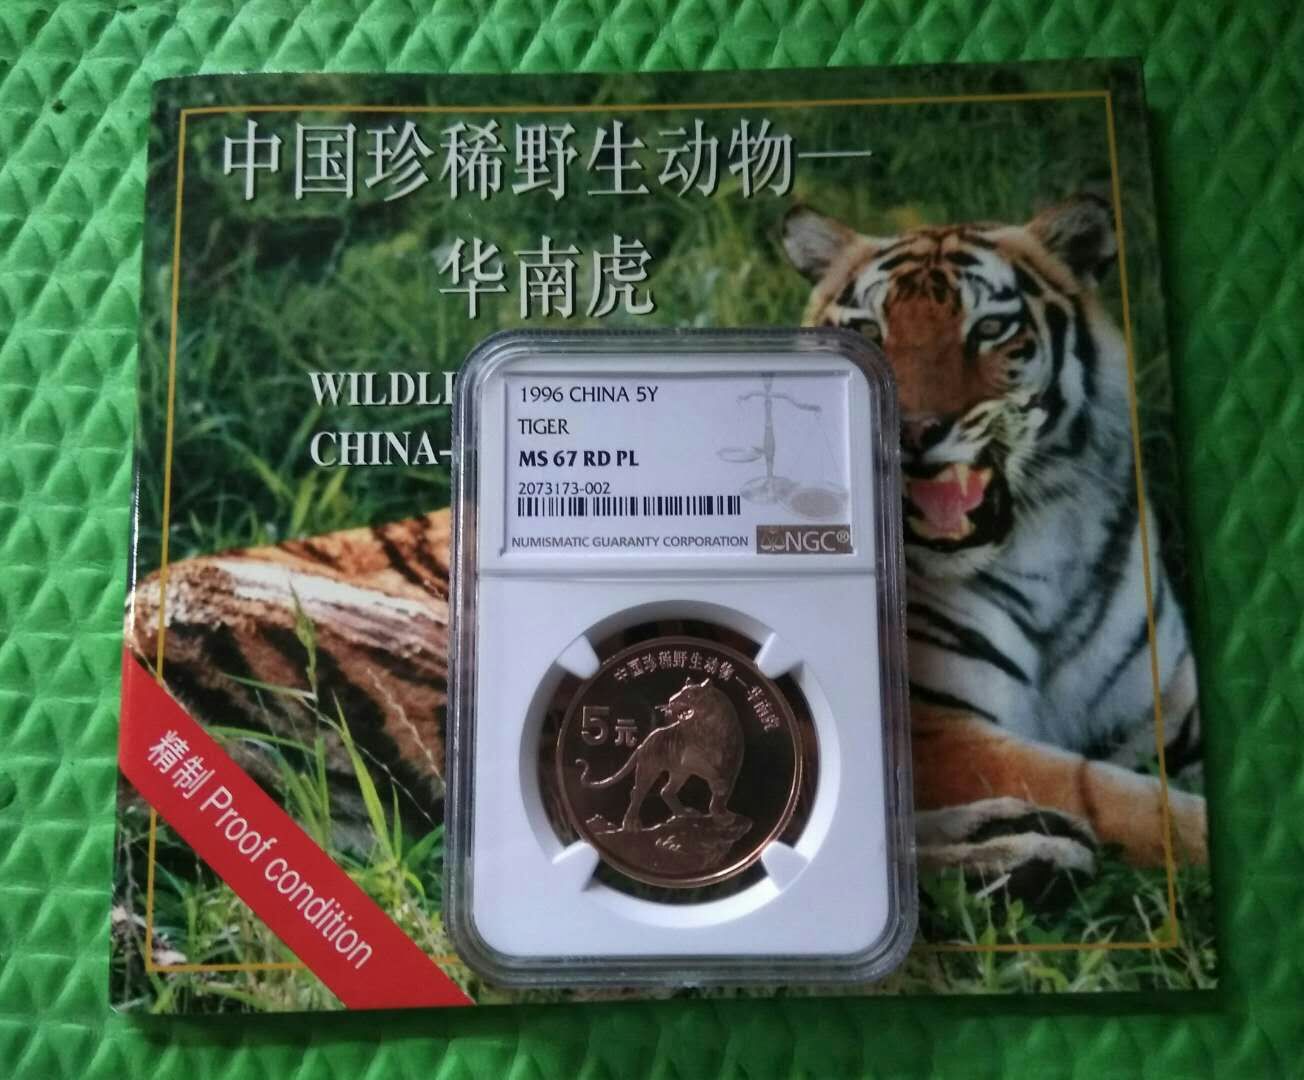 中国珍稀野生动物—
华南虎
WILDLI
CHINA-
1996 CHINA 5Y
TIGER
MS 67 RD PL
2073173-002
NUMISMATIC GUARANTY CORPORATION
NGC®
中国珍稀野生动物—华南虎
5元
精制 Proof condition